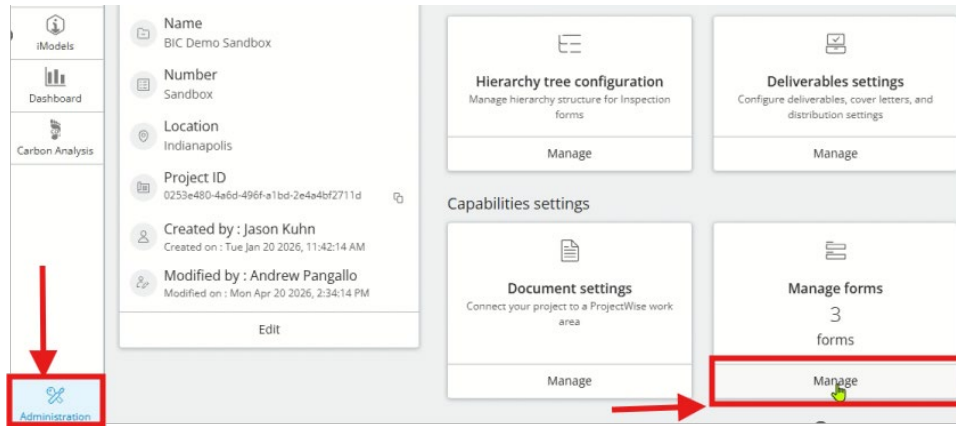 iModels
Dashboard
Carbon Analysis
Administration
Name
BIC Demo Sandbox
Number
Sandbox
Location
Indianapolis
Project ID
0253e480-4a6d-496f-a1bd-2e4a4bf2711d
Created by : Jason Kuhn
Created on : Tue Jan 20 2026, 11:42:14 AM
Modified by : Andrew Pangallo
Modified on : Mon Apr 20 2026, 2:34:14 PM
Edit
Hierarchy tree configuration
Manage hierarchy structure for Inspection
forms
Manage
Deliverables settings
Configure deliverables, cover letters, and
distribution settings
Manage
Capabilities settings
Document settings
Connect your project to a ProjectWise work
area
Manage
Manage forms
3
forms
Manage